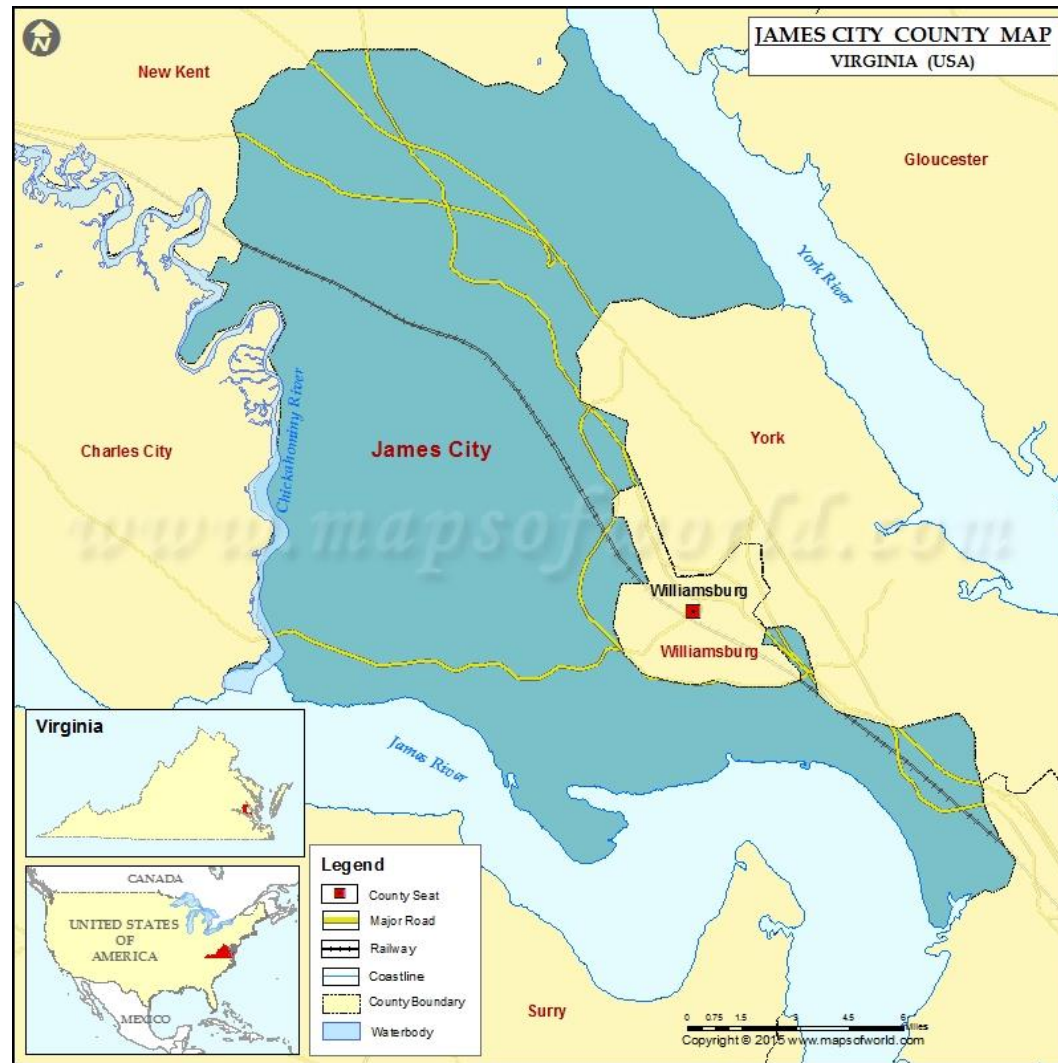 JAMES CITY COUNTY MAP
VIRGINIA (USA)
N
New Kent
Gloucester
York River
Chickahominy River
James City
Charles City
York
www.mapsofworld.com
Williamsburg
Williamsburg
James River
Virginia
CANADA
UNITED STATES
OF
AMERICA
MEXICO
Legend
County Seat
Major Road
Railway
Coastline
County Boundary
Waterbody
Surry
0 0.75 1.5 3 4.5 6
Miles
Copyright © 2015 www.mapsofworld.com